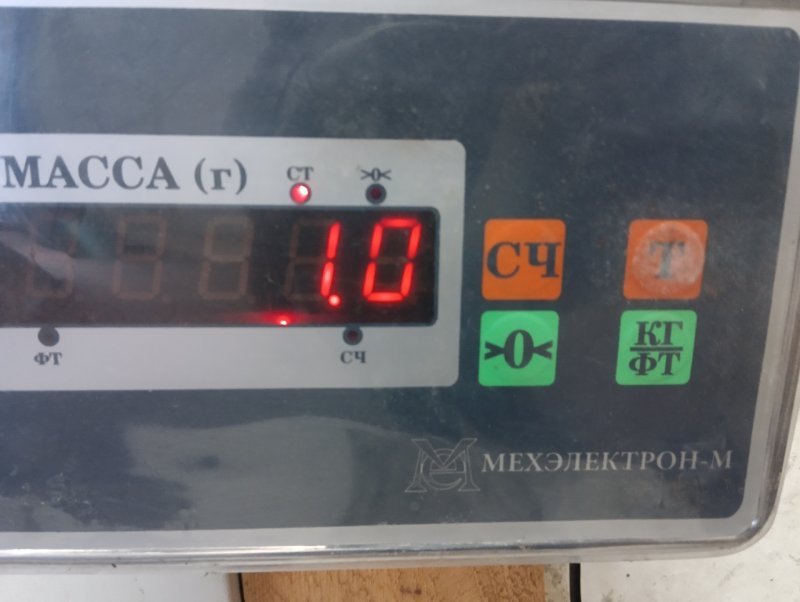 МАССА (г)
СТ
>0<
1.0
ФТ
СЧ
СЧ
Т
>0<
КГ
ФТ
МЕХЭЛЕКТРОН-М